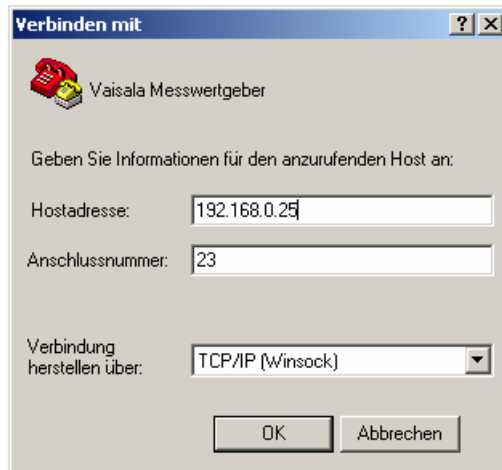 Verbinden mit
Vaisala Messwertgeber
Geben Sie Informationen für den anzurufenden Host an:
Hostadresse: 192.168.0.25
Anschlussnummer: 23
Verbindung
herstellen über: TCP/IP (Winsock)
OK Abbrechen